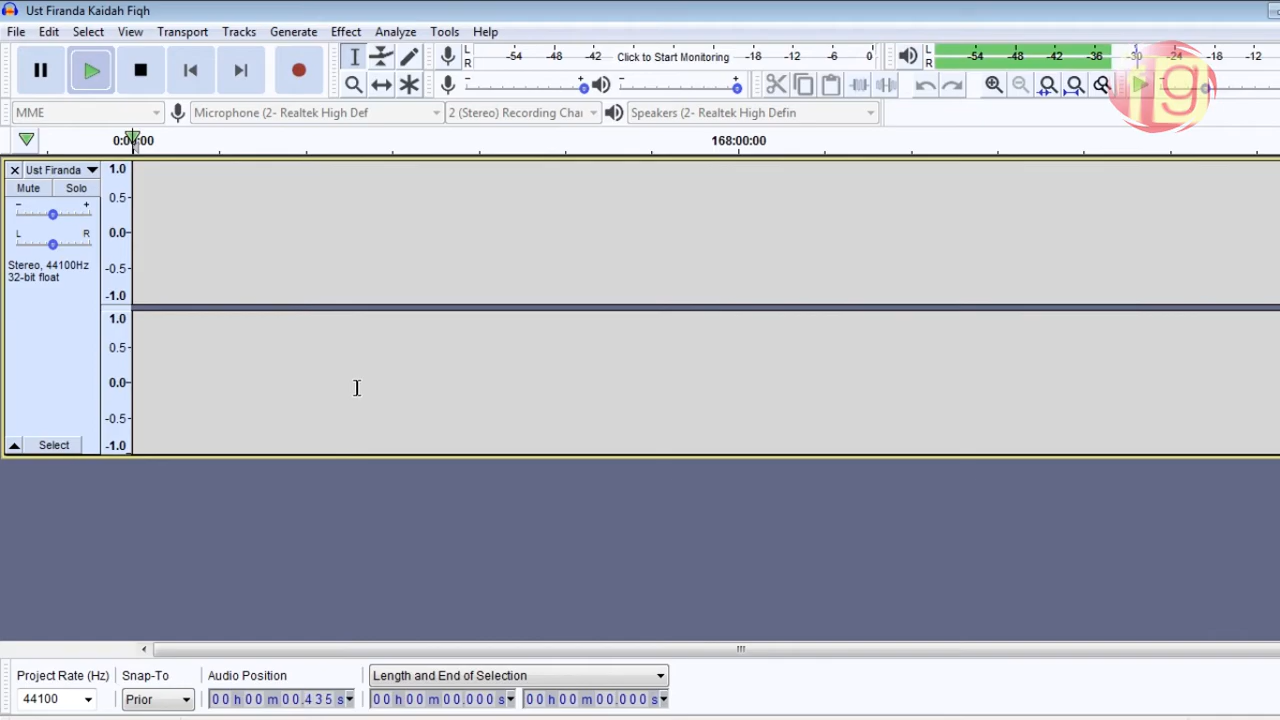 Ust Firanda Kaidah Fiqh
File Edit Select View Transport Tracks Generate Effect Analyze Tools Help
L R -54 -48 -42 Click to Start Monitoring -18 -12 -6 0 L R -54 -48 -42 -36 -30 -24 -18 -12
- + - +
MME Microphone (2- Realtek High Def 2 (Stereo) Recording Chan Speakers (2- Realtek High Defin
168:00:00
Ust Firanda 1.0
Mute Solo 0.5
- +
L R 0.0
Stereo, 44100Hz -0.5
32-bit float
-1.0
1.0
0.5
0.0
-0.5
Select -1.0
Project Rate (Hz) Snap-To Audio Position Length and End of Selection
44100 Prior 00 h 00 m 00.435 s 00 h 00 m 00.000 s 00 h 00 m 00.000 s